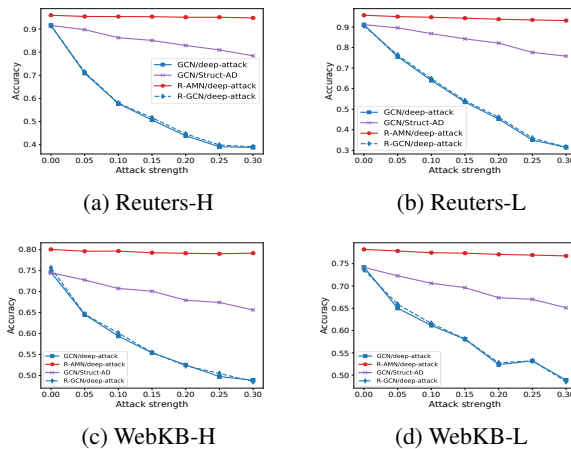 Accuracy
0.9
0.8
0.7
0.6
0.5
0.4
GCN/deep-attack
GCN/Struct-AD
R-AMN/deep-attack
R-GCN/deep-attack
0.00 0.05 0.10 0.15 0.20 0.25 0.30
Attack strength
(a) Reuters-H
Accuracy
0.9
0.8
0.7
0.6
0.5
0.4
0.3
GCN/deep-attack
GCN/Struct-AD
R-AMN/deep-attack
R-GCN/deep-attack
0.00 0.05 0.10 0.15 0.20 0.25 0.30
Attack strength
(b) Reuters-L
Accuracy
0.80
0.75
0.70
0.65
0.60
0.55
0.50
GCN/deep-attack
R-AMN/deep-attack
GCN/Struct-AD
R-GCN/deep-attack
0.00 0.05 0.10 0.15 0.20 0.25 0.30
Attack strength
(c) WebKB-H
Accuracy
0.75
0.70
0.65
0.60
0.55
0.50
GCN/deep-attack
R-AMN/deep-attack
GCN/Struct-AD
R-GCN/deep-attack
0.00 0.05 0.10 0.15 0.20 0.25 0.30
Attack strength
(d) WebKB-L